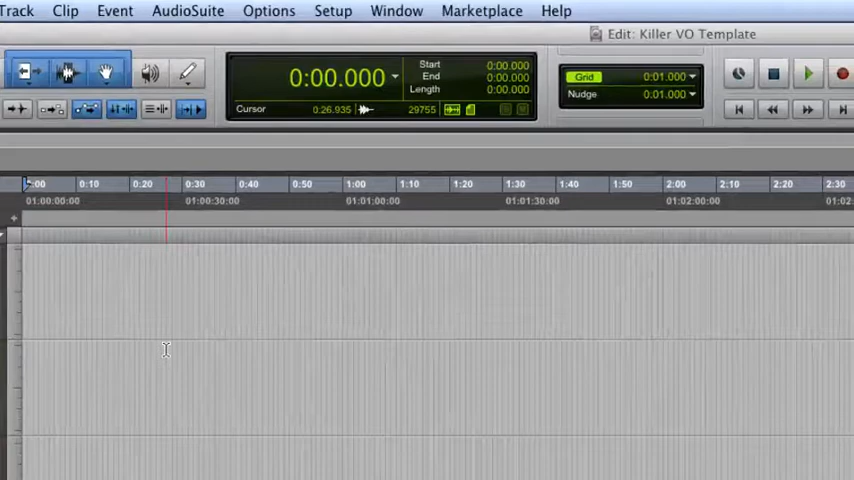 Track Clip Event AudioSuite Options Setup Window Marketplace Help
Edit: Killer VO Template
0:00.000
Start 0:00.000
End 0:00.000
Length 0:00.000
Cursor 0:26.935 29755
Grid 0:01.000
Nudge 0:01.000
0:10 0:20 0:30 0:40 0:50 1:00 1:10 1:20 1:30 1:40 1:50 2:00 2:10 2:20 2:30
01:00:00:00 01:00:30:00 01:01:00:00 01:01:30:00 01:02:00:00